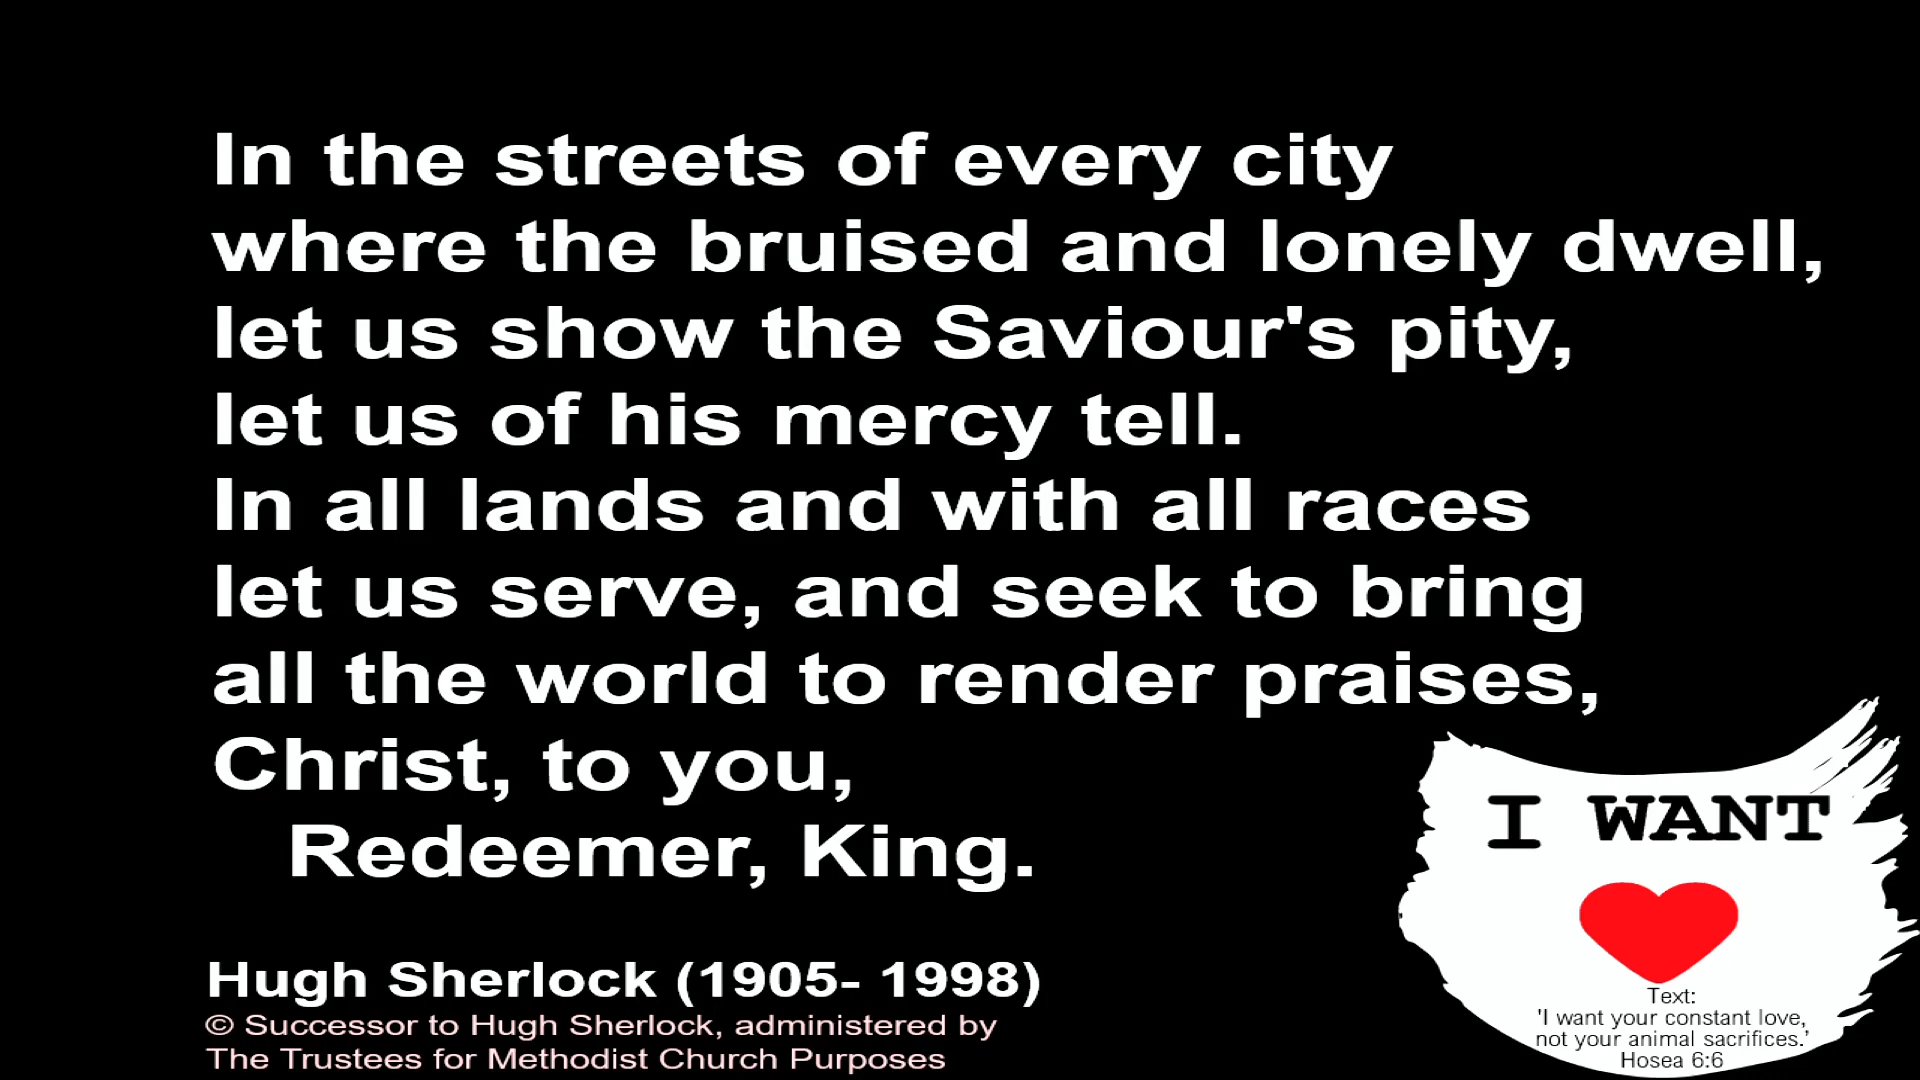 In the streets of every city
where the bruised and lonely dwell,
let us show the Saviour's pity,
let us of his mercy tell.
In all lands and with all races
let us serve, and seek to bring
all the world to render praises,
Christ, to you,
Redeemer, King.
Hugh Sherlock (1905- 1998)
© Successor to Hugh Sherlock, administered by
The Trustees for Methodist Church Purposes
I WANT
Text:
'I want your constant love,
not your animal sacrifices.'
Hosea 6:6